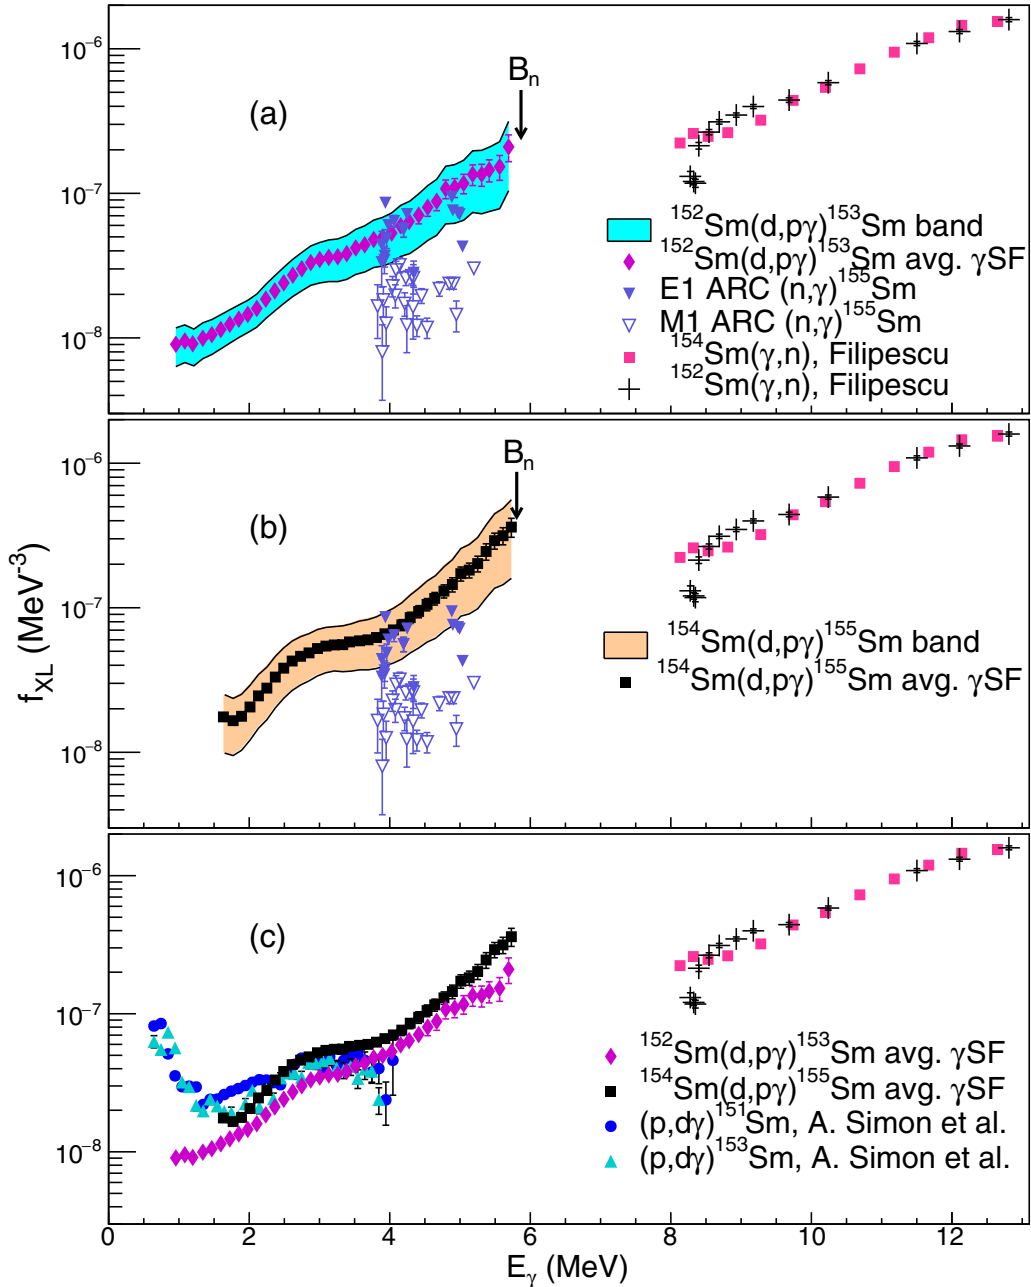 10⁻⁶
Bₙ
(a)
10⁻⁷
¹⁵²Sm(d,pγ)¹⁵³Sm band
¹⁵²Sm(d,pγ)¹⁵³Sm avg. γSF
E1 ARC (n,γ)¹⁵⁵Sm
M1 ARC (n,γ)¹⁵⁵Sm
¹⁵⁴Sm(γ,n), Filipescu
¹⁵²Sm(γ,n), Filipescu
10⁻⁸
10⁻⁶
Bₙ
(b)
f_XL (MeV⁻³)
10⁻⁷
¹⁵⁴Sm(d,pγ)¹⁵⁵Sm band
¹⁵⁴Sm(d,pγ)¹⁵⁵Sm avg. γSF
10⁻⁸
10⁻⁶
(c)
10⁻⁷
¹⁵²Sm(d,pγ)¹⁵³Sm avg. γSF
¹⁵⁴Sm(d,pγ)¹⁵⁵Sm avg. γSF
(p,dγ)¹⁵¹Sm, A. Simon et al.
(p,dγ)¹⁵³Sm, A. Simon et al.
10⁻⁸
0 2 4 6 8 10 12
E_γ (MeV)